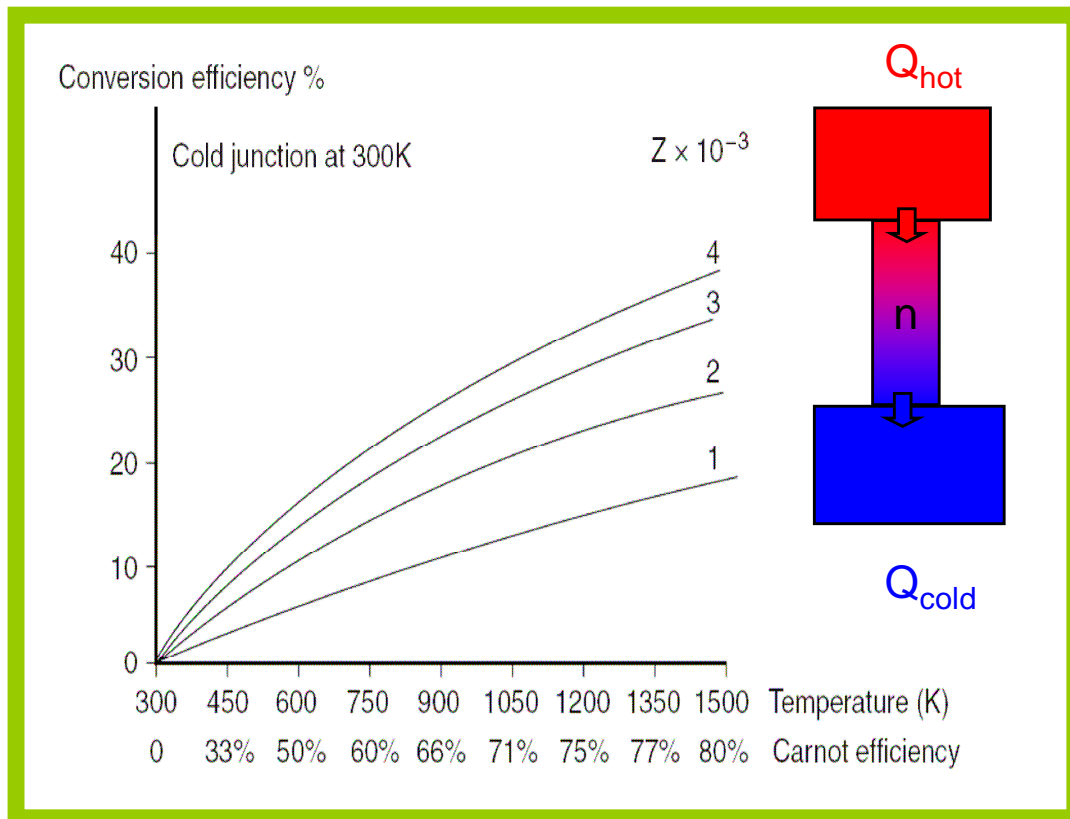 Conversion efficiency %
Q_hot
Cold junction at 300K
Z × 10⁻³
40
30
20
10
0
4
3
2
1
n
Q_cold
300 450 600 750 900 1050 1200 1350 1500 Temperature (K)
0 33% 50% 60% 66% 71% 75% 77% 80% Carnot efficiency